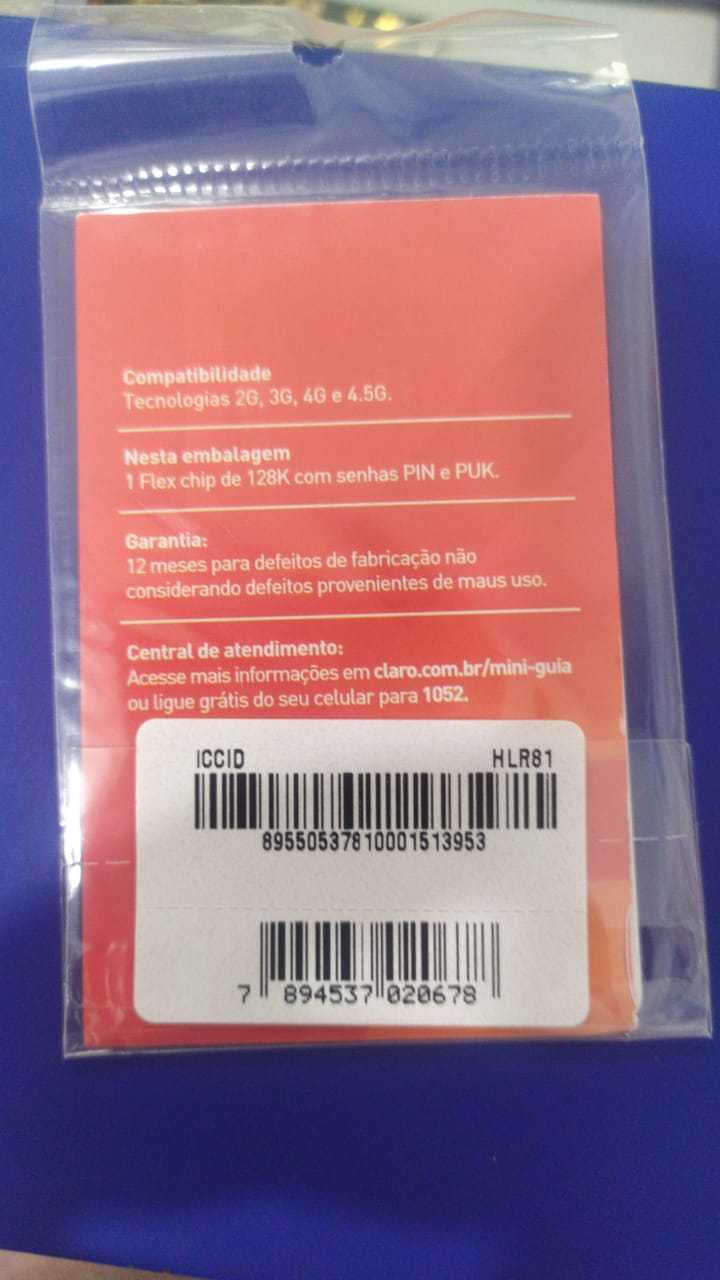 Compatibilidade
Tecnologias 2G, 3G, 4G e 4.5G.
Nesta embalagem
1 Flex chip de 128K com senhas PIN e PUK.
Garantia:
12 meses para defeitos de fabricação não
considerando defeitos provenientes de maus uso.
Central de atendimento:
Acesse mais informações em claro.com.br/mini-guia
ou ligue grátis do seu celular para 1052.
ICCID HLR81
89550537810001513953
7 894537 020678